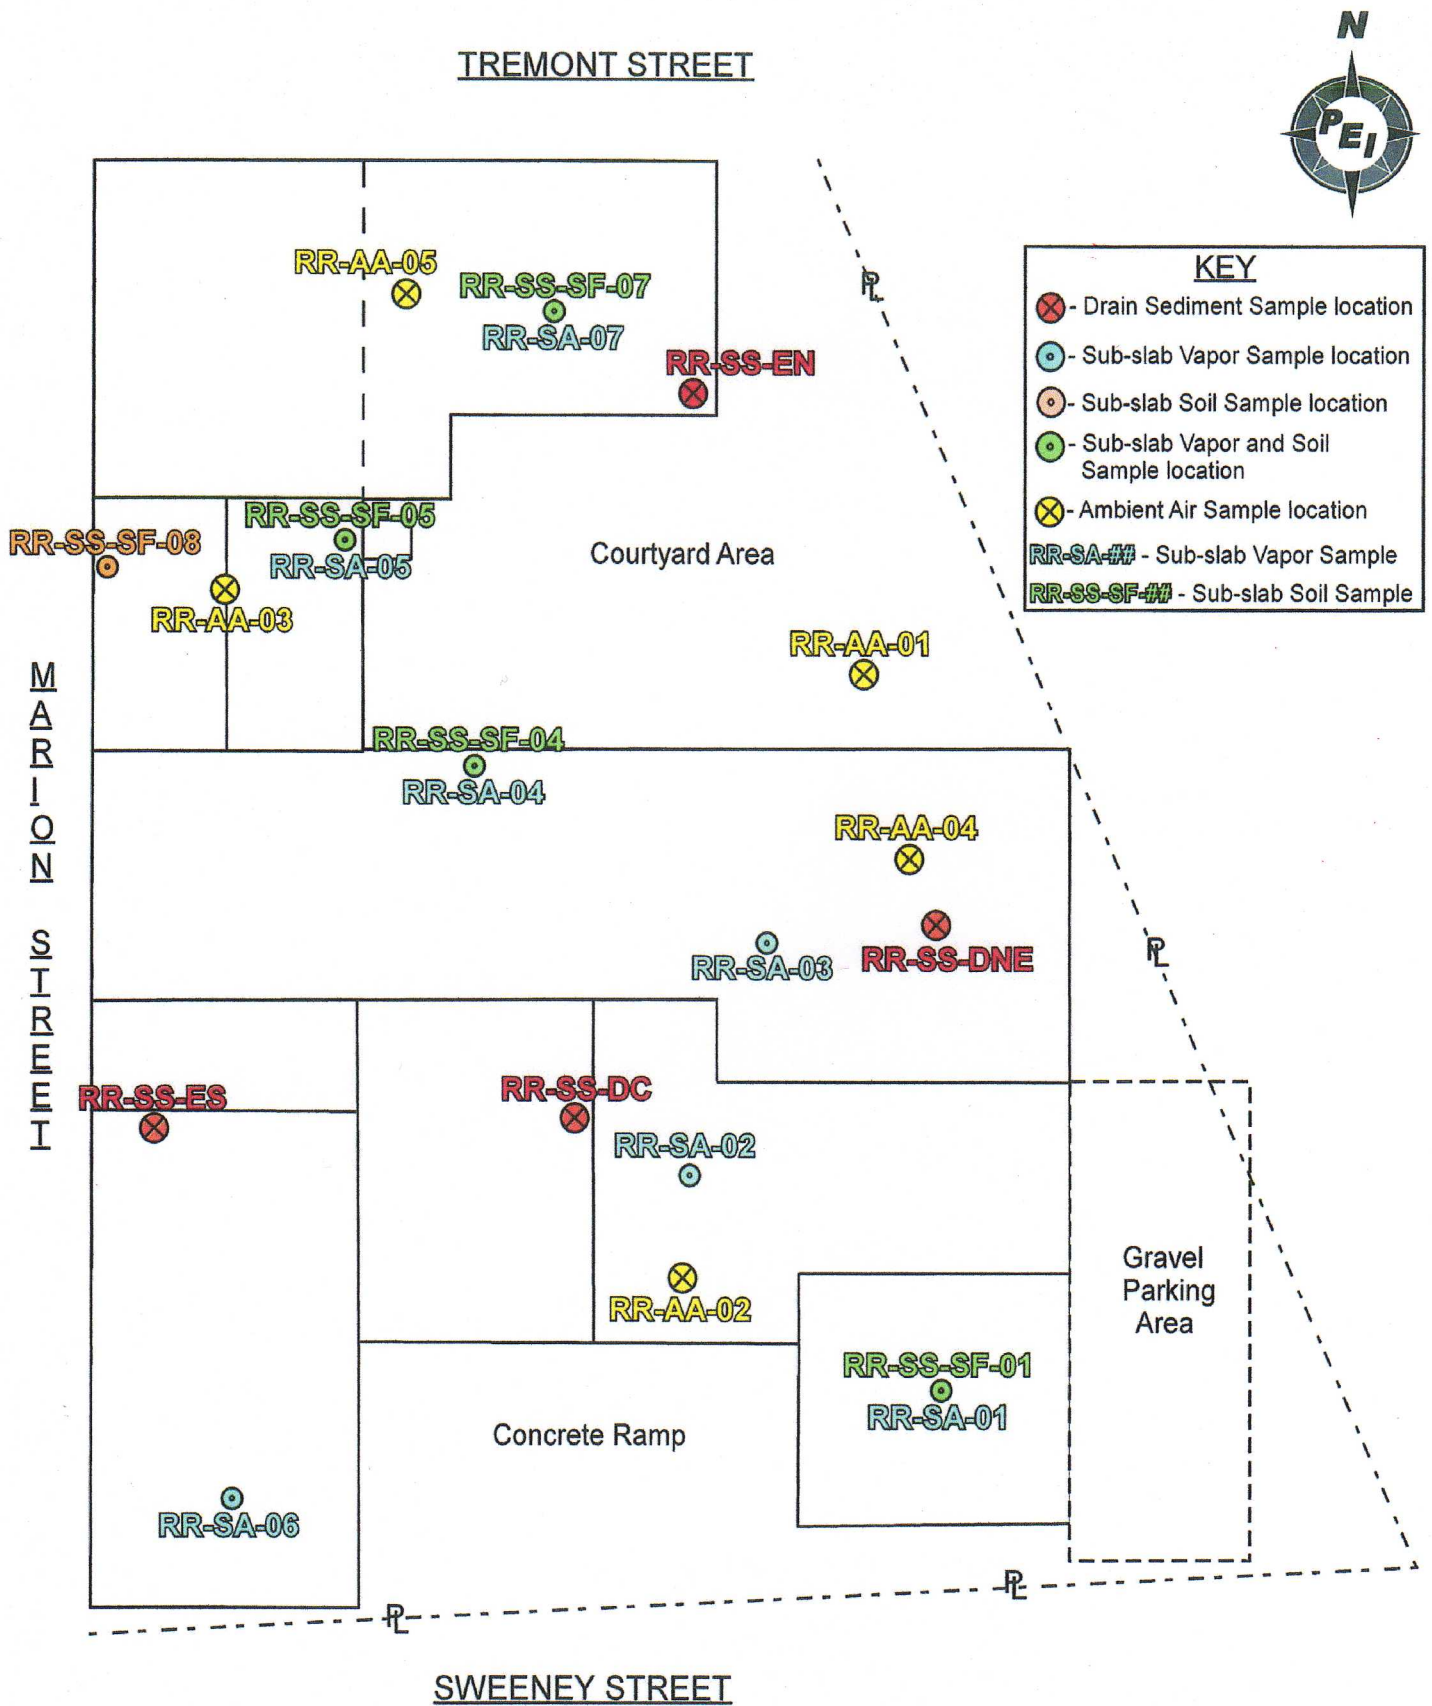 N
TREMONT STREET
PEI
KEY
- Drain Sediment Sample location
- Sub-slab Vapor Sample location
- Sub-slab Soil Sample location
- Sub-slab Vapor and Soil
Sample location
- Ambient Air Sample location
RR-SA-## - Sub-slab Vapor Sample
RR-SS-SF-## - Sub-slab Soil Sample
RR-AA-05
RR-SS-SF-07
RR-SA-07
PL
RR-SS-EN
RR-SS-SF-05
RR-SA-05
RR-SS-SF-08
RR-AA-03
Courtyard Area
RR-AA-01
MARION STREET
RR-SS-SF-04
RR-SA-04
RR-AA-04
RR-SS-DNE
RR-SA-03
PL
RR-SS-ES
RR-SS-DC
RR-SA-02
RR-AA-02
Gravel
Parking
Area
RR-SS-SF-01
RR-SA-01
Concrete Ramp
RR-SA-06
PL
PL
SWEENEY STREET